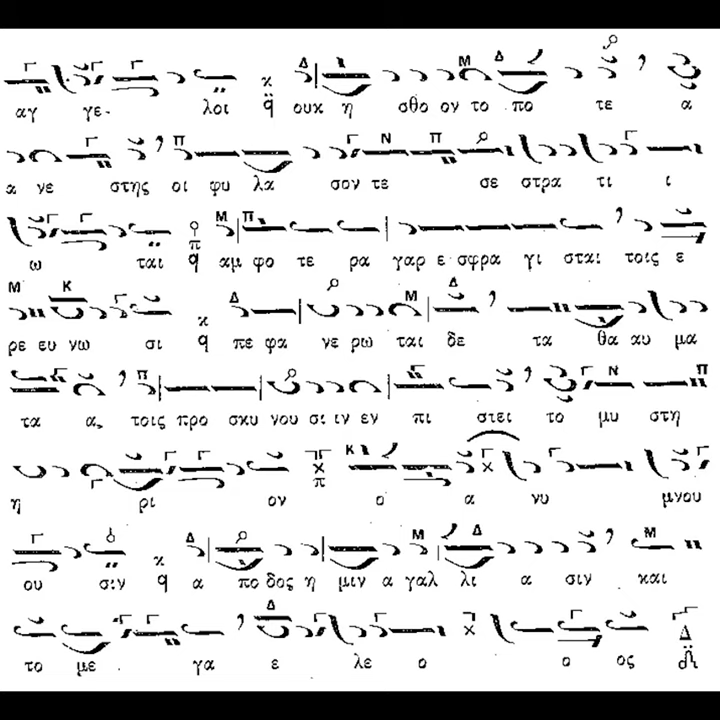 αγ γε λοι ουκ η σθο ον το πο τε α
α νε στης οι φυ λα σον τε σε στρα τι ι
ω ται αμ φο τε ρα γαρ ε σφρα γι σται τοις ε
ρε ευ νω σι πε φα νε ρω ται δε τα θα αυ μα
τα α, τοις προ σκυ νου σι ιν εν πι στει το μυ στη
η ρι ον ο α νυ μνου
ου σιν α πο δος η μιν α γαλ λι α σιν και
το με γα ε λε ο ο ος